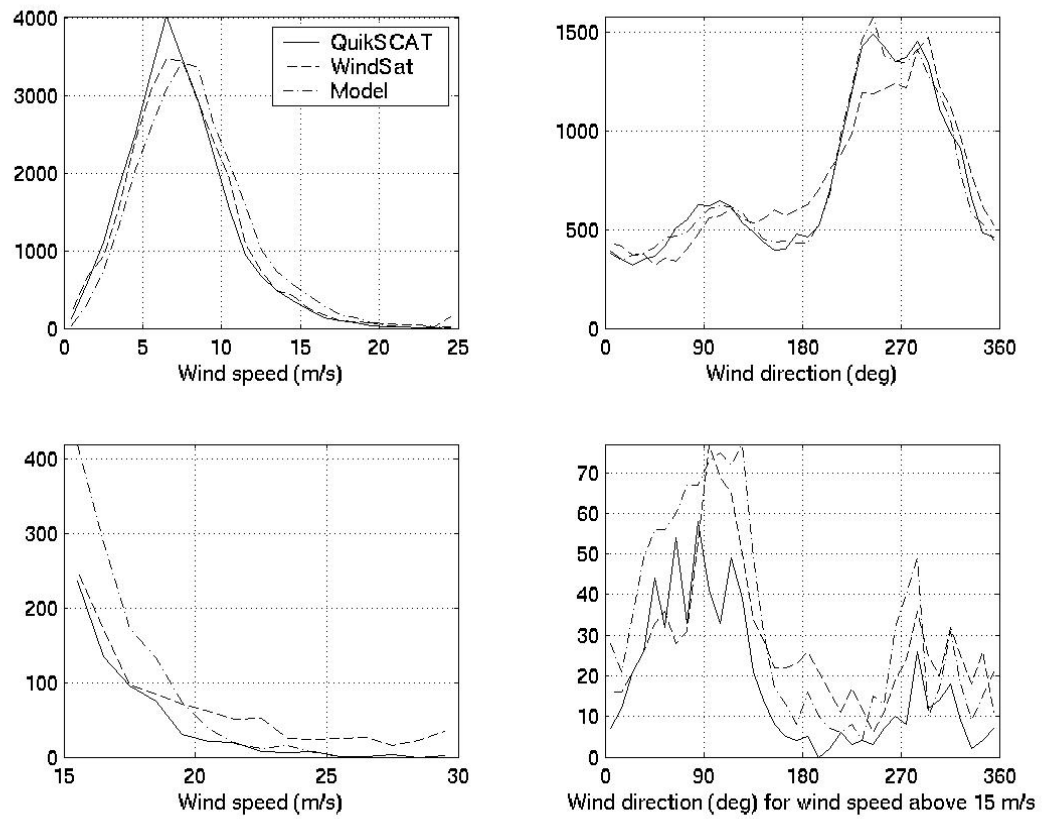 4000
3000
2000
1000
0
0 5 10 15 20 25
Wind speed (m/s)
QuikSCAT
WindSat
Model
1500
1000
500
0
0 90 180 270 360
Wind direction (deg)
400
300
200
100
0
15 20 25 30
Wind speed (m/s)
70
60
50
40
30
20
10
0
0 90 180 270 360
Wind direction (deg) for wind speed above 15 m/s